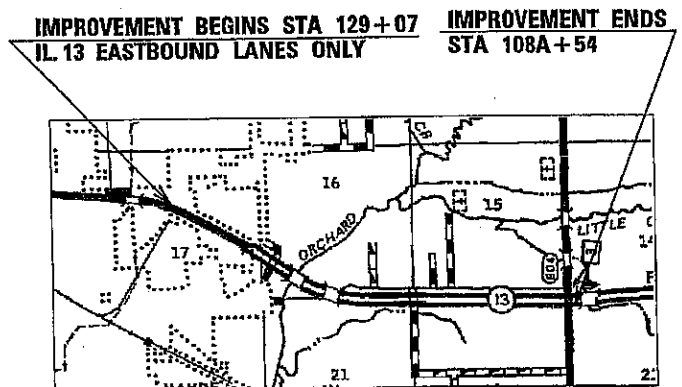 IMPROVEMENT BEGINS STA 129+07
IL. 13 EASTBOUND LANES ONLY
IMPROVEMENT ENDS
STA 108A+54
CR
16
15
ORCHARD
LITTLE
17
13
21